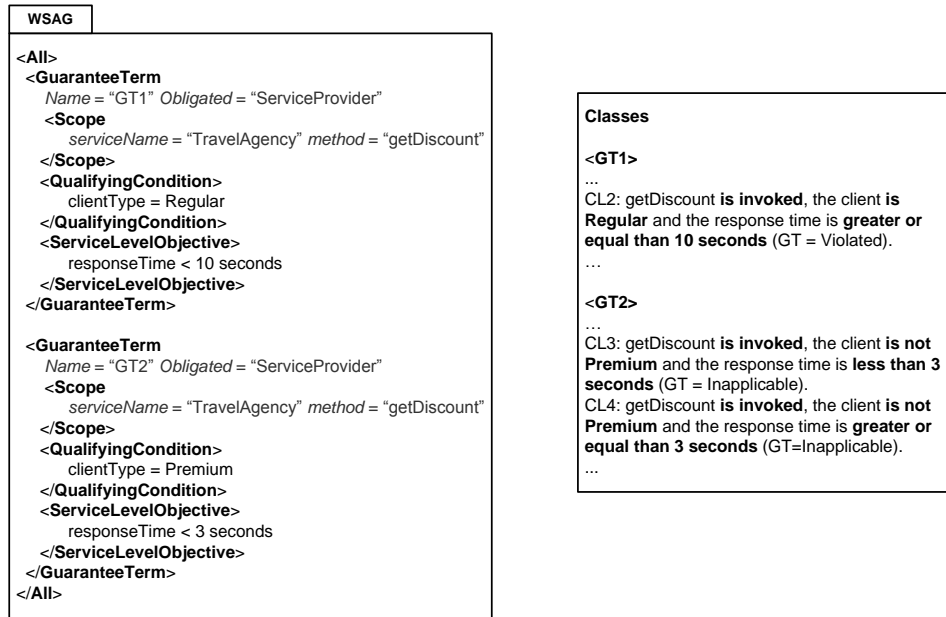 WSAG
<All>
<GuaranteeTerm
Name = “GT1” Obligated = “ServiceProvider”
<Scope
serviceName = “TravelAgency” method = “getDiscount”
</Scope>
<QualifyingCondition>
clientType = Regular
</QualifyingCondition>
<ServiceLevelObjective>
responseTime < 10 seconds
</ServiceLevelObjective>
</GuaranteeTerm>
<GuaranteeTerm
Name = “GT2” Obligated = “ServiceProvider”
<Scope
serviceName = “TravelAgency” method = “getDiscount”
</Scope>
<QualifyingCondition>
clientType = Premium
</QualifyingCondition>
<ServiceLevelObjective>
responseTime < 3 seconds
</ServiceLevelObjective>
</GuaranteeTerm>
</All>
Classes
<GT1>
...
CL2: getDiscount is invoked, the client is
Regular and the response time is greater or
equal than 10 seconds (GT = Violated).
…
<GT2>
…
CL3: getDiscount is invoked, the client is not
Premium and the response time is less than 3
seconds (GT = Inapplicable).
CL4: getDiscount is invoked, the client is not
Premium and the response time is greater or
equal than 3 seconds (GT=Inapplicable).
...